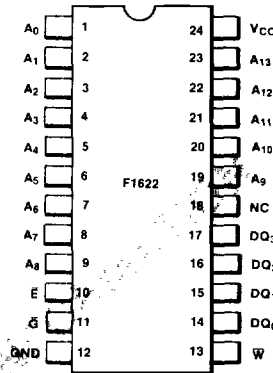 A0 1 24 VCC
A1 2 23 A13
A2 3 22 A12
A3 4 21 A11
A4 5 20 A10
A5 6 F1622 19 A9
A6 7 18 NC
A7 8 17 DQ3
A8 9 16 DQ2
Ē 10 15 DQ1
Ḡ 11 14 DQ0
GND 12 13 W̄